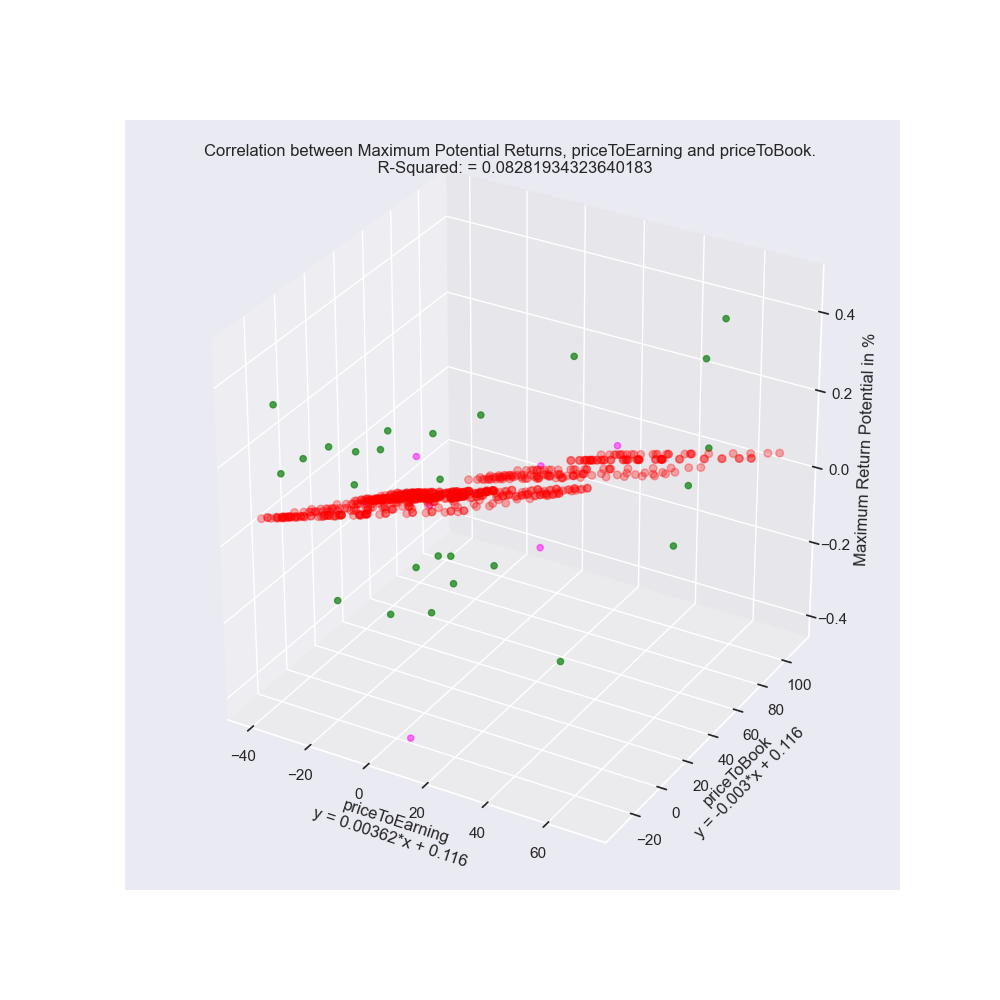 Correlation between Maximum Potential Returns, priceToEarning and priceToBook.
R-Squared: = 0.08281934323640183
0.4
0.2
0.0
−0.2
−0.4
Maximum Return Potential in %
100
80
60
40
20
0
−20
priceToBook
y = -0.003*x + 0.116
−40
−20
0
20
40
60
priceToEarning
y = 0.00362*x + 0.116